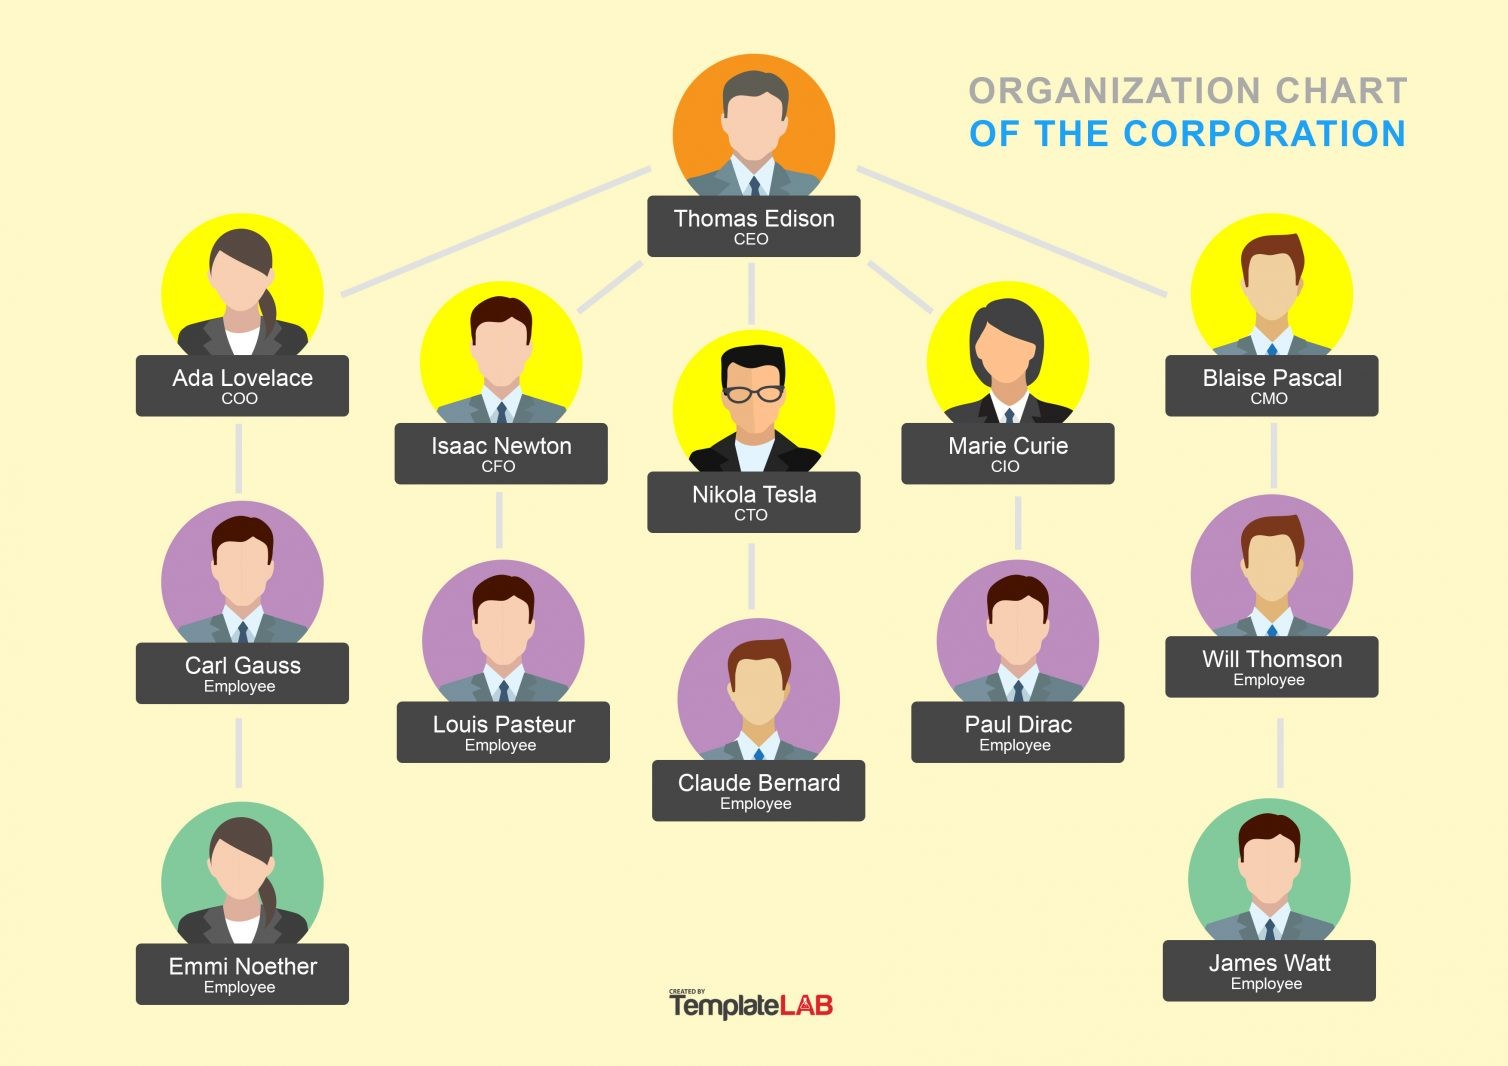 ORGANIZATION CHART
OF THE CORPORATION
Thomas Edison
CEO
Ada Lovelace
COO
Isaac Newton
CFO
Nikola Tesla
CTO
Marie Curie
CIO
Blaise Pascal
CMO
Carl Gauss
Employee
Louis Pasteur
Employee
Claude Bernard
Employee
Paul Dirac
Employee
Will Thomson
Employee
Emmi Noether
Employee
James Watt
Employee
CREATED BY
TemplateLAB